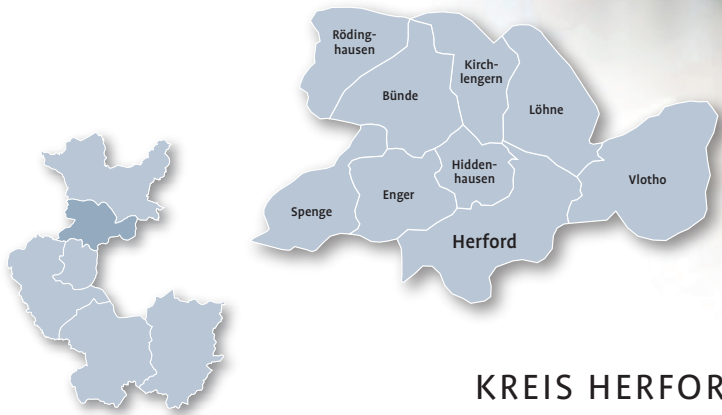 Röding-
hausen
Kirch-
lengern
Bünde
Löhne
Hidden-
hausen
Vlotho
Enger
Spenge
Herford
KREIS HERFOR